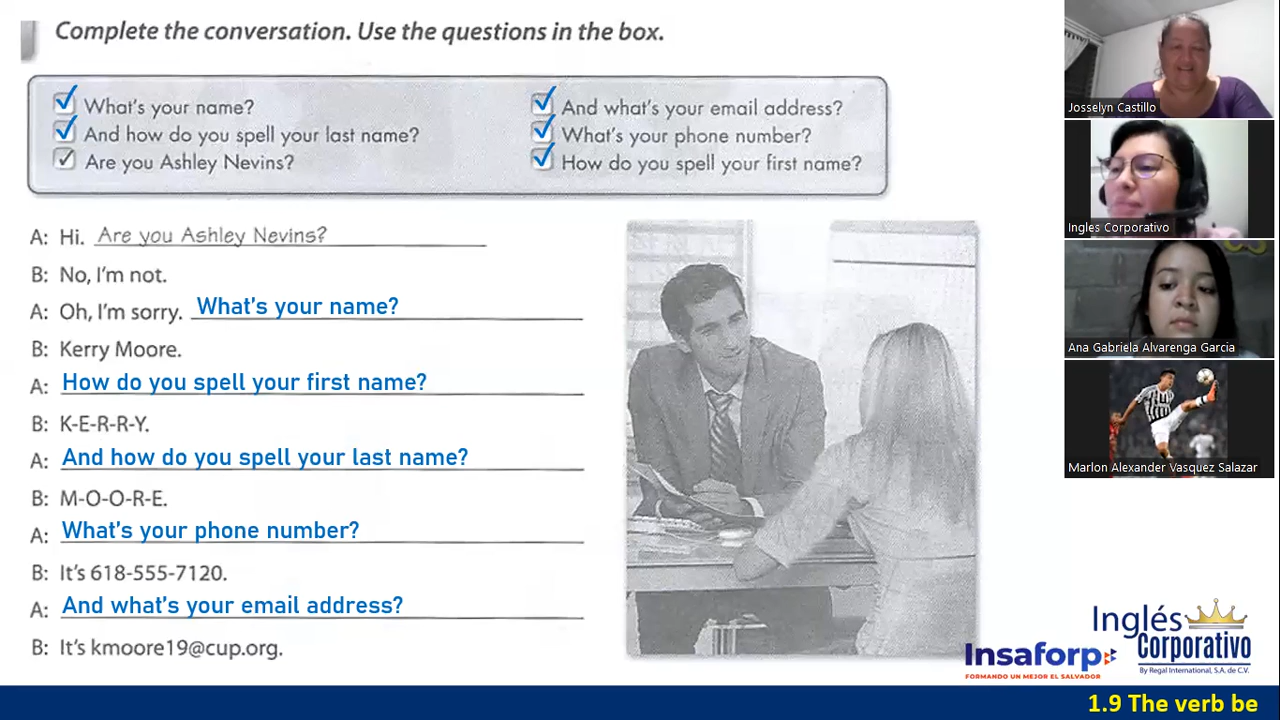 Complete the conversation. Use the questions in the box.
What's your name?
And how do you spell your last name?
Are you Ashley Nevins?
And what's your email address?
What's your phone number?
How do you spell your first name?
A: Hi. Are you Ashley Nevins?
B: No, I'm not.
A: Oh, I'm sorry. What's your name?
B: Kerry Moore.
A: How do you spell your first name?
B: K-E-R-R-Y.
A: And how do you spell your last name?
B: M-O-O-R-E.
A: What's your phone number?
B: It's 618-555-7120.
A: And what's your email address?
B: It's kmoore19@cup.org.
Josselyn Castillo
Ingles Corporativo
Ana Gabriela Alvarenga Garcia
Marlon Alexander Vasquez Salazar
Insaforp
FORMANDO UN MEJOR EL SALVADOR
Inglés
Corporativo
By Regal International, S.A. de C.V.
1.9 The verb be